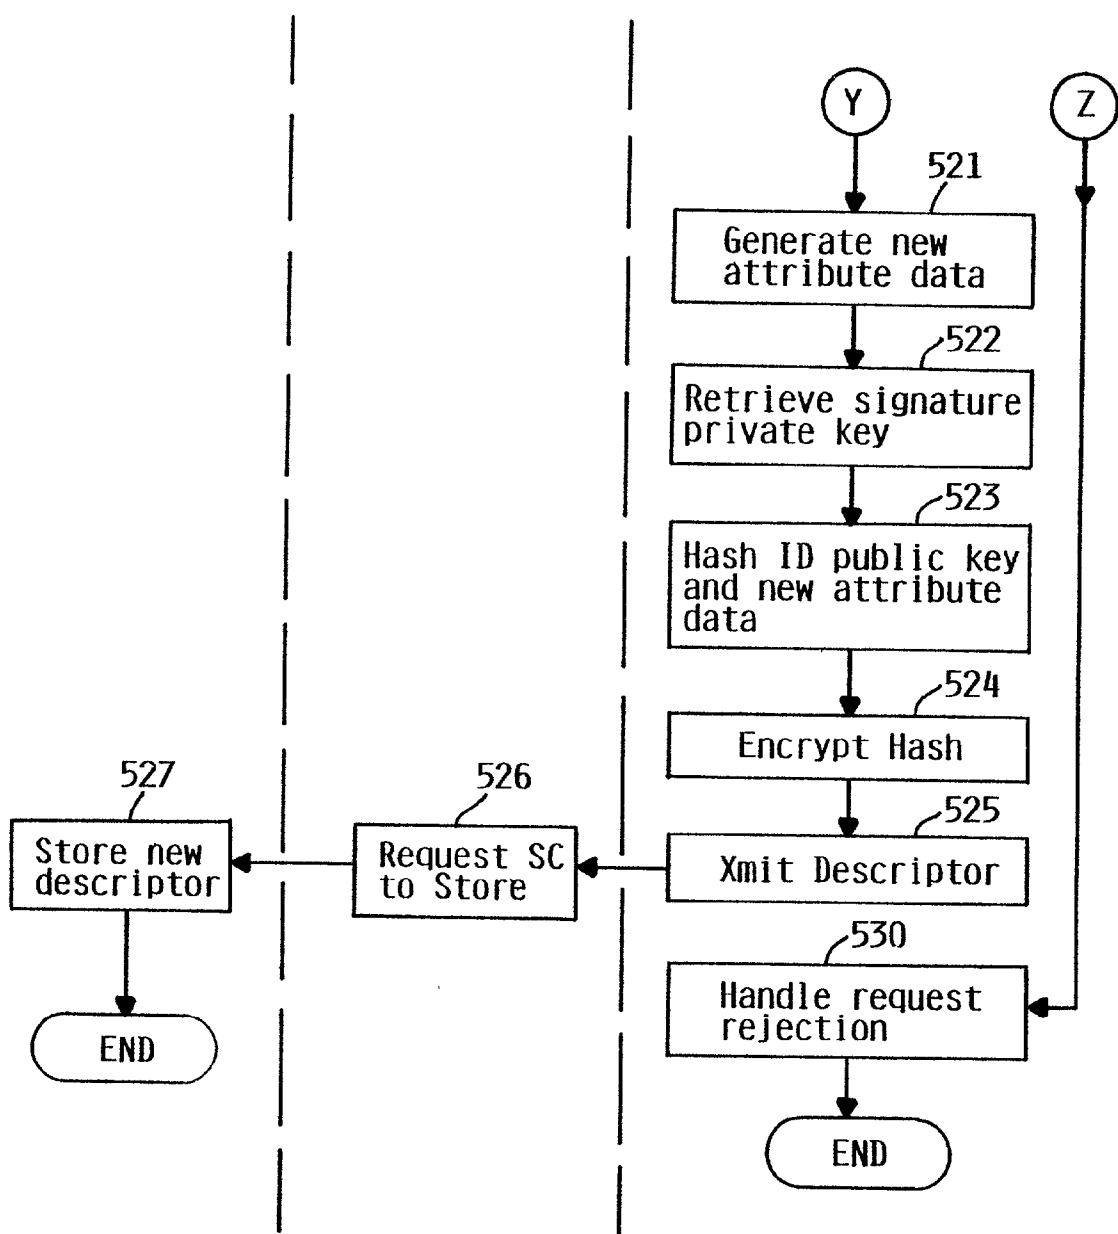 Y
Z
521
Generate new
attribute data
522
Retrieve signature
private key
523
Hash ID public key
and new attribute
data
524
Encrypt Hash
525
Xmit Descriptor
526
Request SC
to Store
527
Store new
descriptor
END
530
Handle request
rejection
END